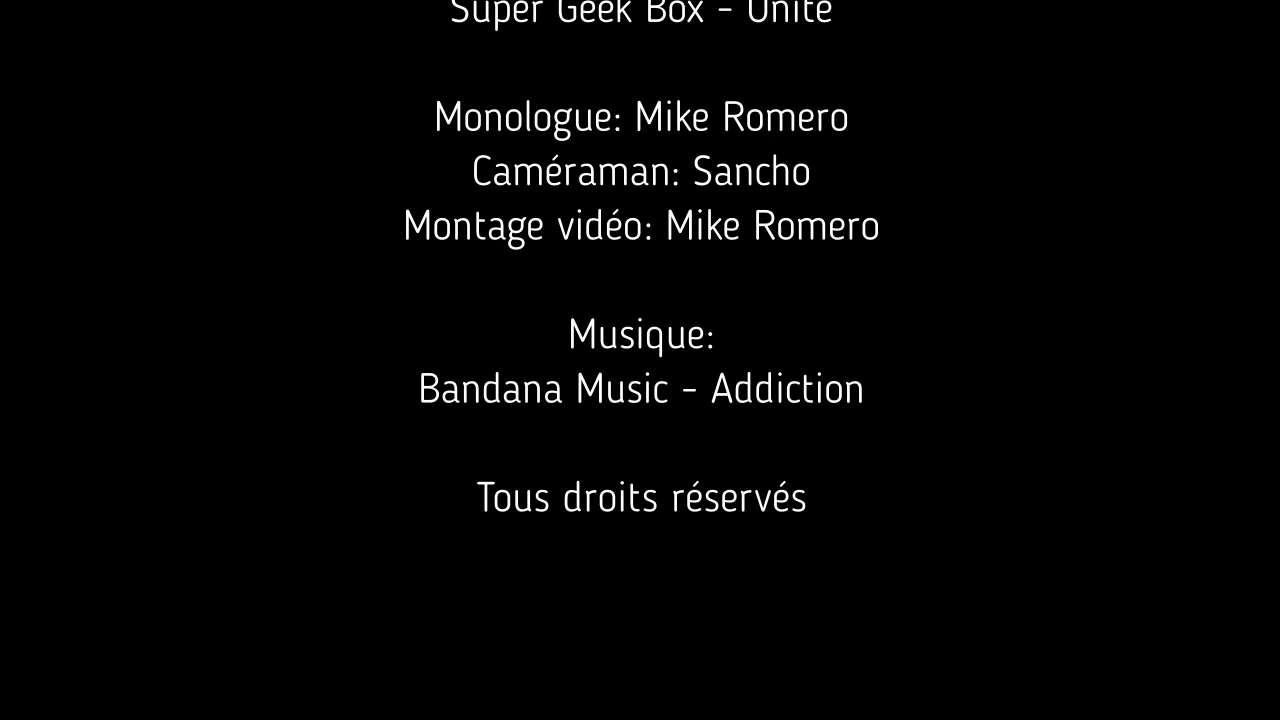 Super Geek Box - Unité
Monologue: Mike Romero
Caméraman: Sancho
Montage vidéo: Mike Romero
Musique:
Bandana Music - Addiction
Tous droits réservés